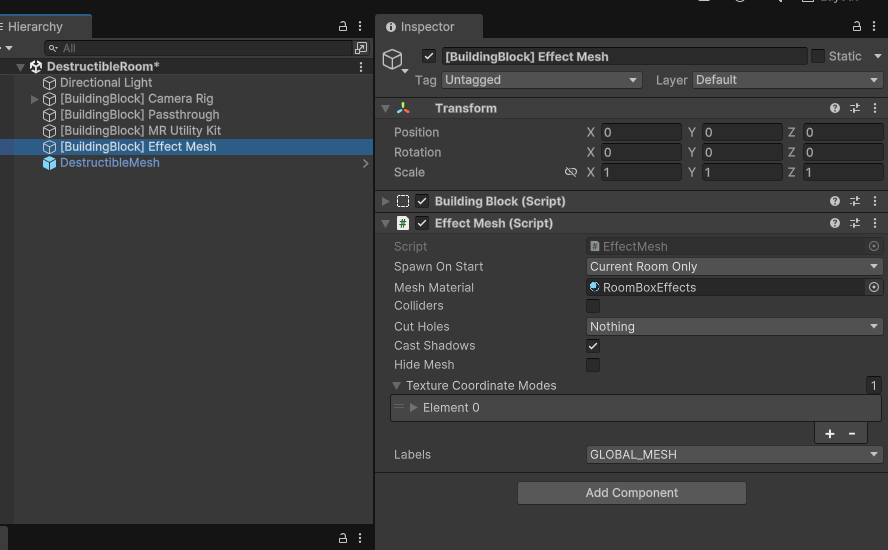 Hierarchy
All
DestructibleRoom*
Directional Light
[BuildingBlock] Camera Rig
[BuildingBlock] Passthrough
[BuildingBlock] MR Utility Kit
[BuildingBlock] Effect Mesh
DestructibleMesh
Inspector
[BuildingBlock] Effect Mesh Static
Tag Untagged Layer Default
Transform
Position X 0 Y 0 Z 0
Rotation X 0 Y 0 Z 0
Scale X 1 Y 1 Z 1
Building Block (Script)
# Effect Mesh (Script)
Script EffectMesh
Spawn On Start Current Room Only
Mesh Material RoomBoxEffects
Colliders
Cut Holes Nothing
Cast Shadows
Hide Mesh
Texture Coordinate Modes 1
Element 0
+ -
Labels GLOBAL_MESH
Add Component